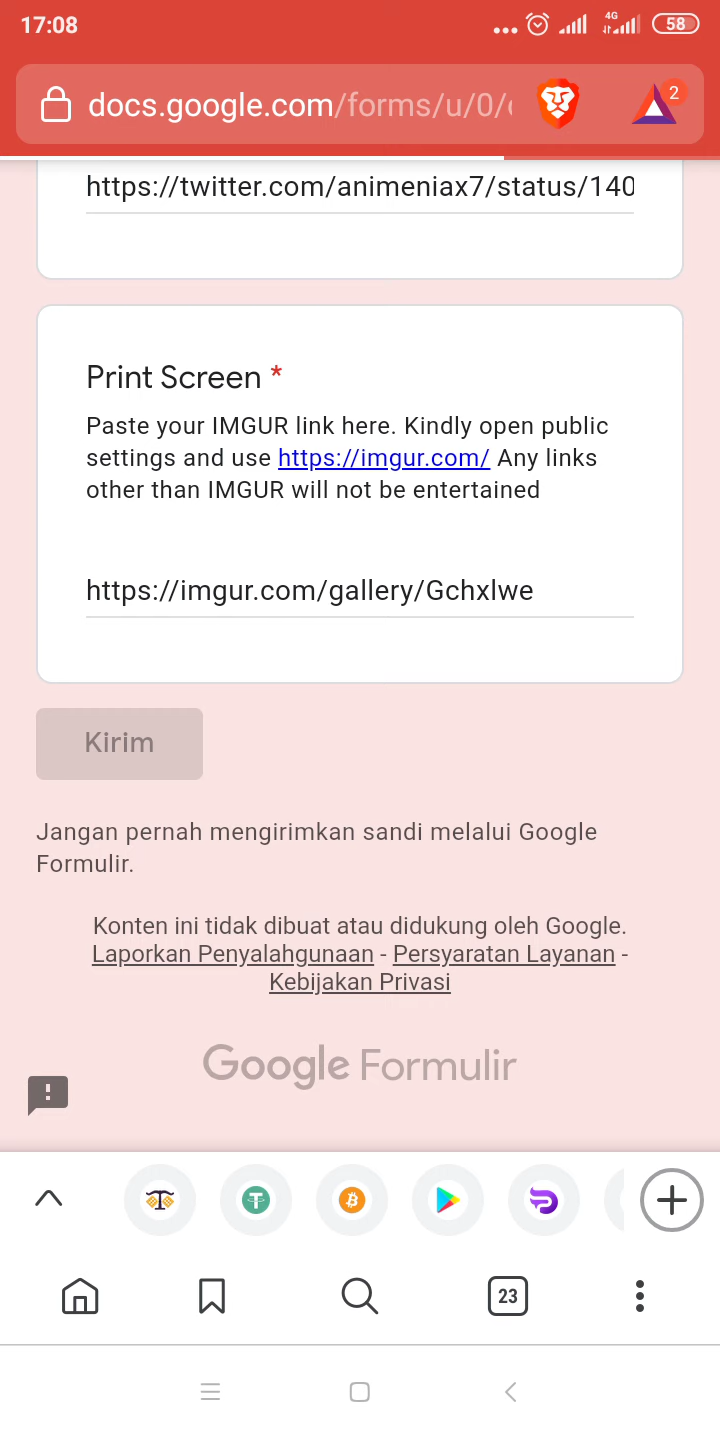 17:08
4G
58
docs.google.com/forms/u/0/
2
https://twitter.com/animeniax7/status/140
Print Screen *
Paste your IMGUR link here. Kindly open public
settings and use https://imgur.com/ Any links
other than IMGUR will not be entertained
https://imgur.com/gallery/Gchxlwe
Kirim
Jangan pernah mengirimkan sandi melalui Google
Formulir.
Konten ini tidak dibuat atau didukung oleh Google.
Laporkan Penyalahgunaan - Persyaratan Layanan -
Kebijakan Privasi
Google Formulir
23